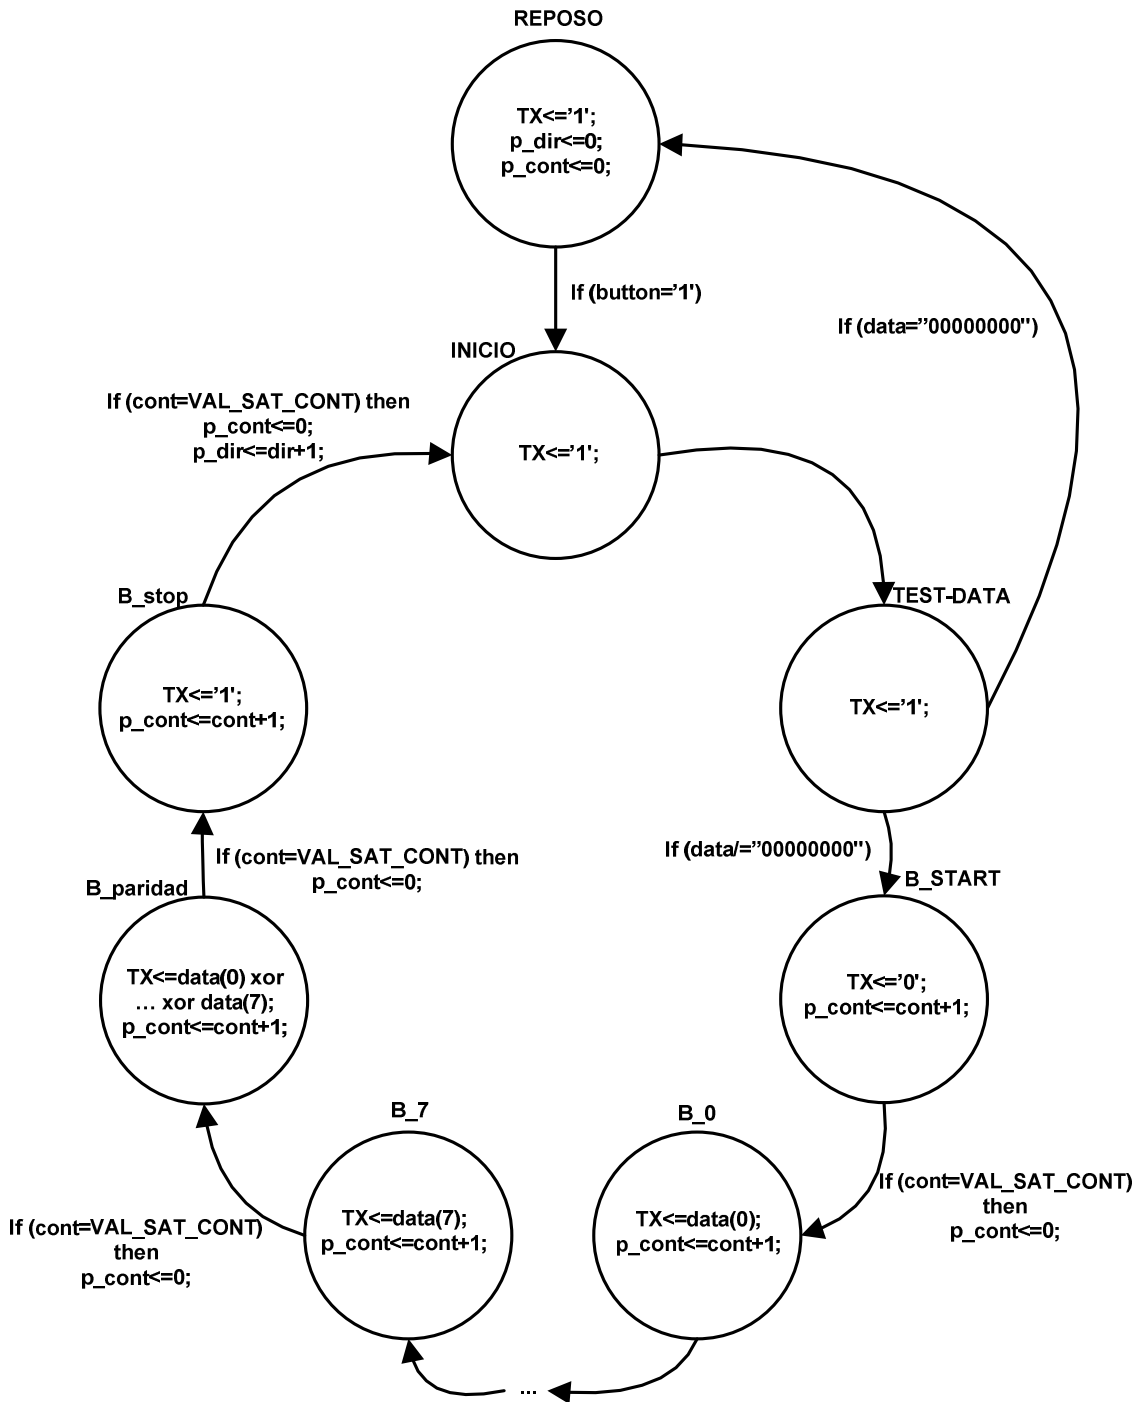 REPOSO
TX<='1';
p_dir<=0;
p_cont<=0;
If (button='1')
If (data="00000000")
INICIO
TX<='1';
If (cont=VAL_SAT_CONT) then
p_cont<=0;
p_dir<=dir+1;
B_stop
TX<='1';
p_cont<=cont+1;
TEST-DATA
TX<='1';
If (data/="00000000")
B_START
TX<='0';
p_cont<=cont+1;
If (cont=VAL_SAT_CONT) then
p_cont<=0;
B_paridad
TX<=data(0) xor
... xor data(7);
p_cont<=cont+1;
B_7
TX<=data(7);
p_cont<=cont+1;
B_0
TX<=data(0);
p_cont<=cont+1;
If (cont=VAL_SAT_CONT)
then
p_cont<=0;
If (cont=VAL_SAT_CONT)
then
p_cont<=0;
...